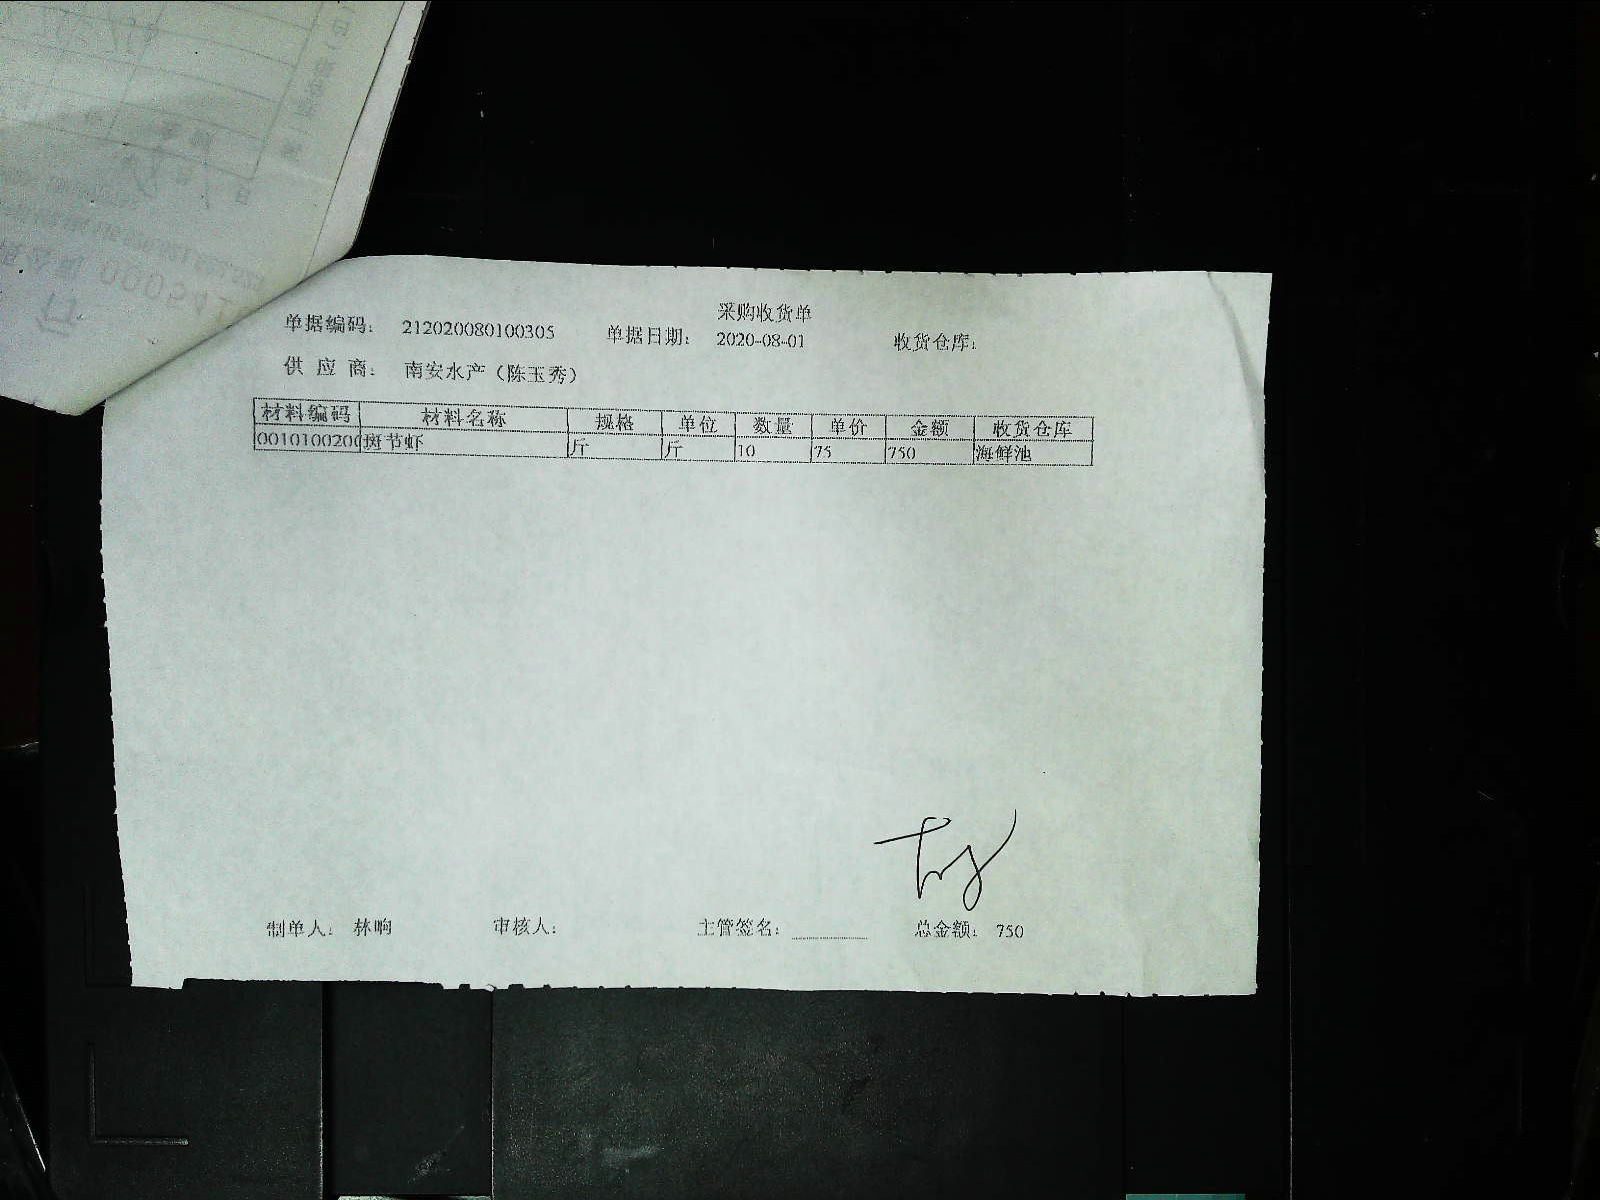 采购收货单
单据编码： 212020080100305 单据日期： 2020-08-01 收货仓库：
供 应 商： 南安水产（陈玉秀）
材料编码 材料名称 规格 单位 数量 单价 金额 收货仓库
0010100200 斑节虾 斤 斤 10 75 750 海鲜池
制单人： 林晌 审核人： 主管签名： 总金额： 750